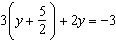 3(y + 5/2) + 2y = −3